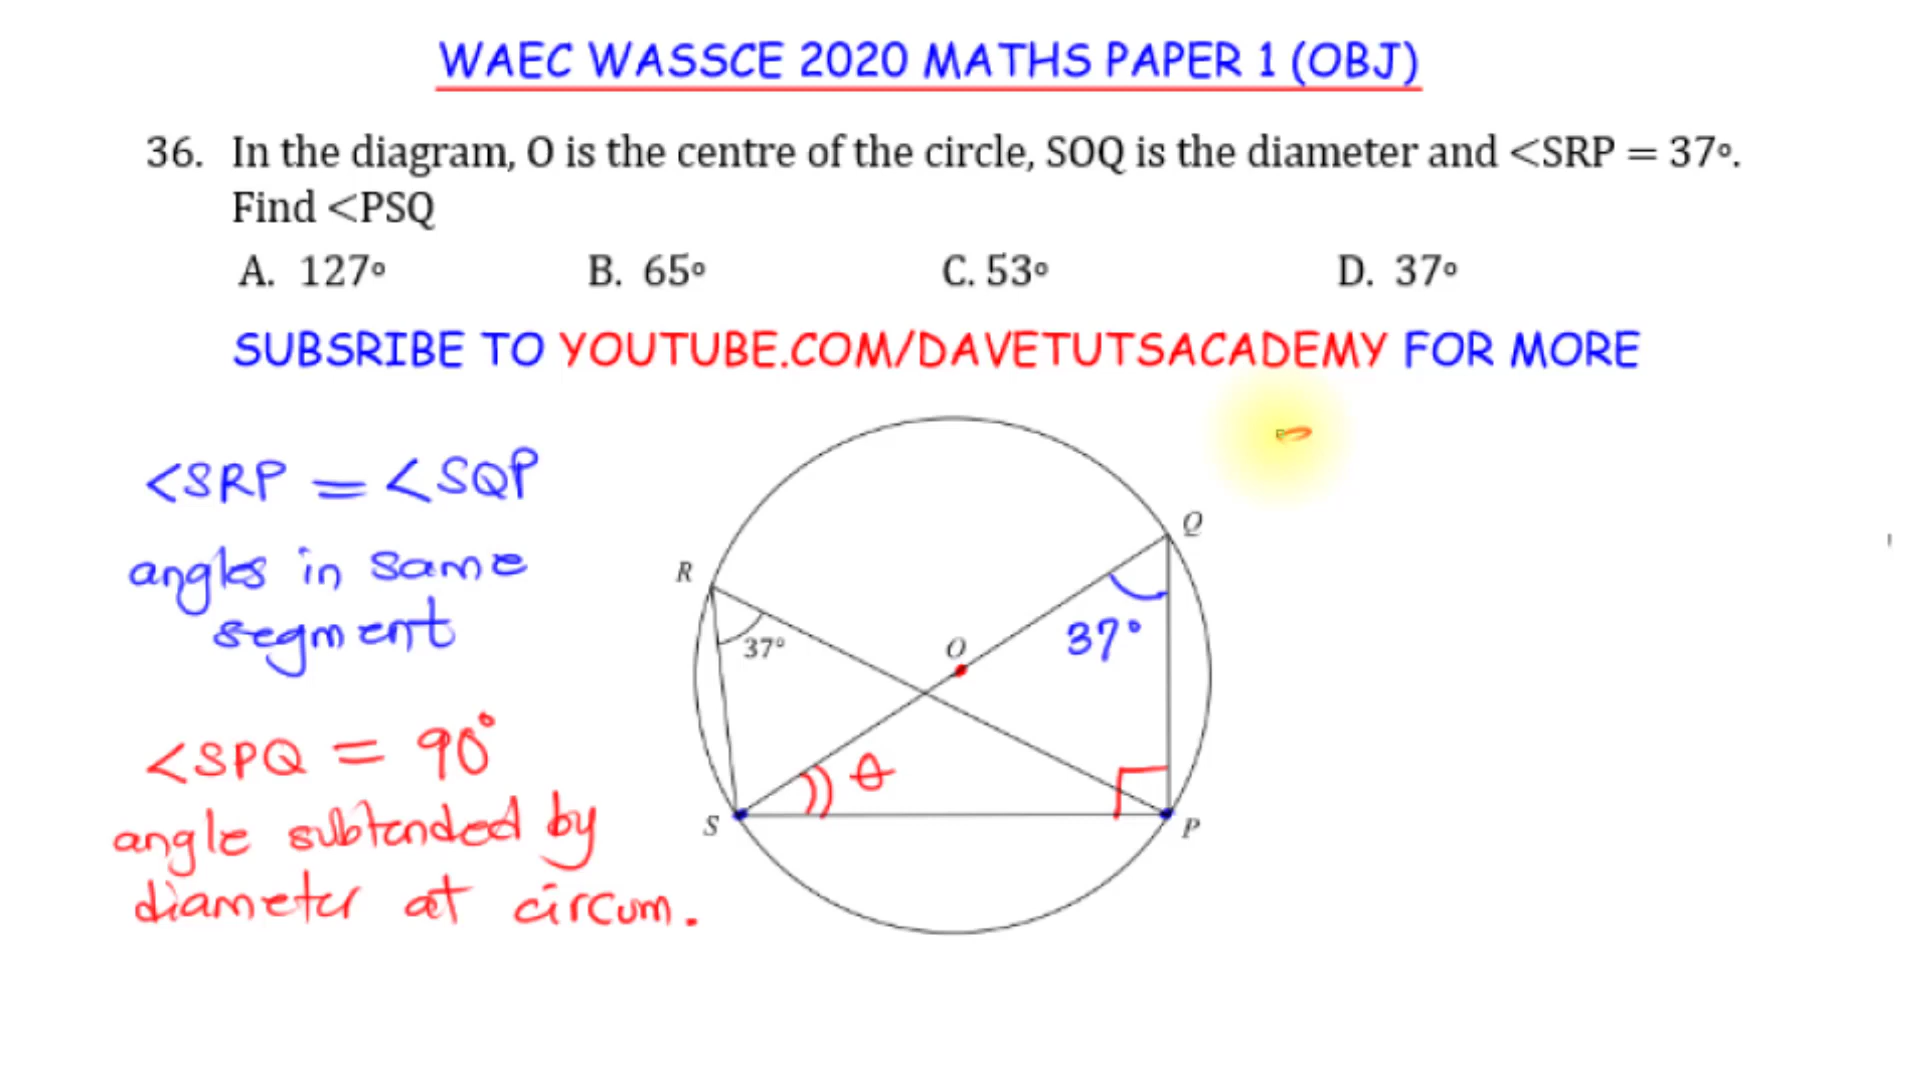 WAEC WASSCE 2020 MATHS PAPER 1 (OBJ)
36. In the diagram, O is the centre of the circle, SOQ is the diameter and <SRP = 37°.
Find <PSQ
A. 127° B. 65° C. 53° D. 37°
SUBSRIBE TO YOUTUBE.COM/DAVETUTSACADEMY FOR MORE
<SRP = <SQP
angles in same
segment
<SPQ = 90°
angle subtended by
diameter at circum.
Q
R
37°
O
37°
θ
S
P